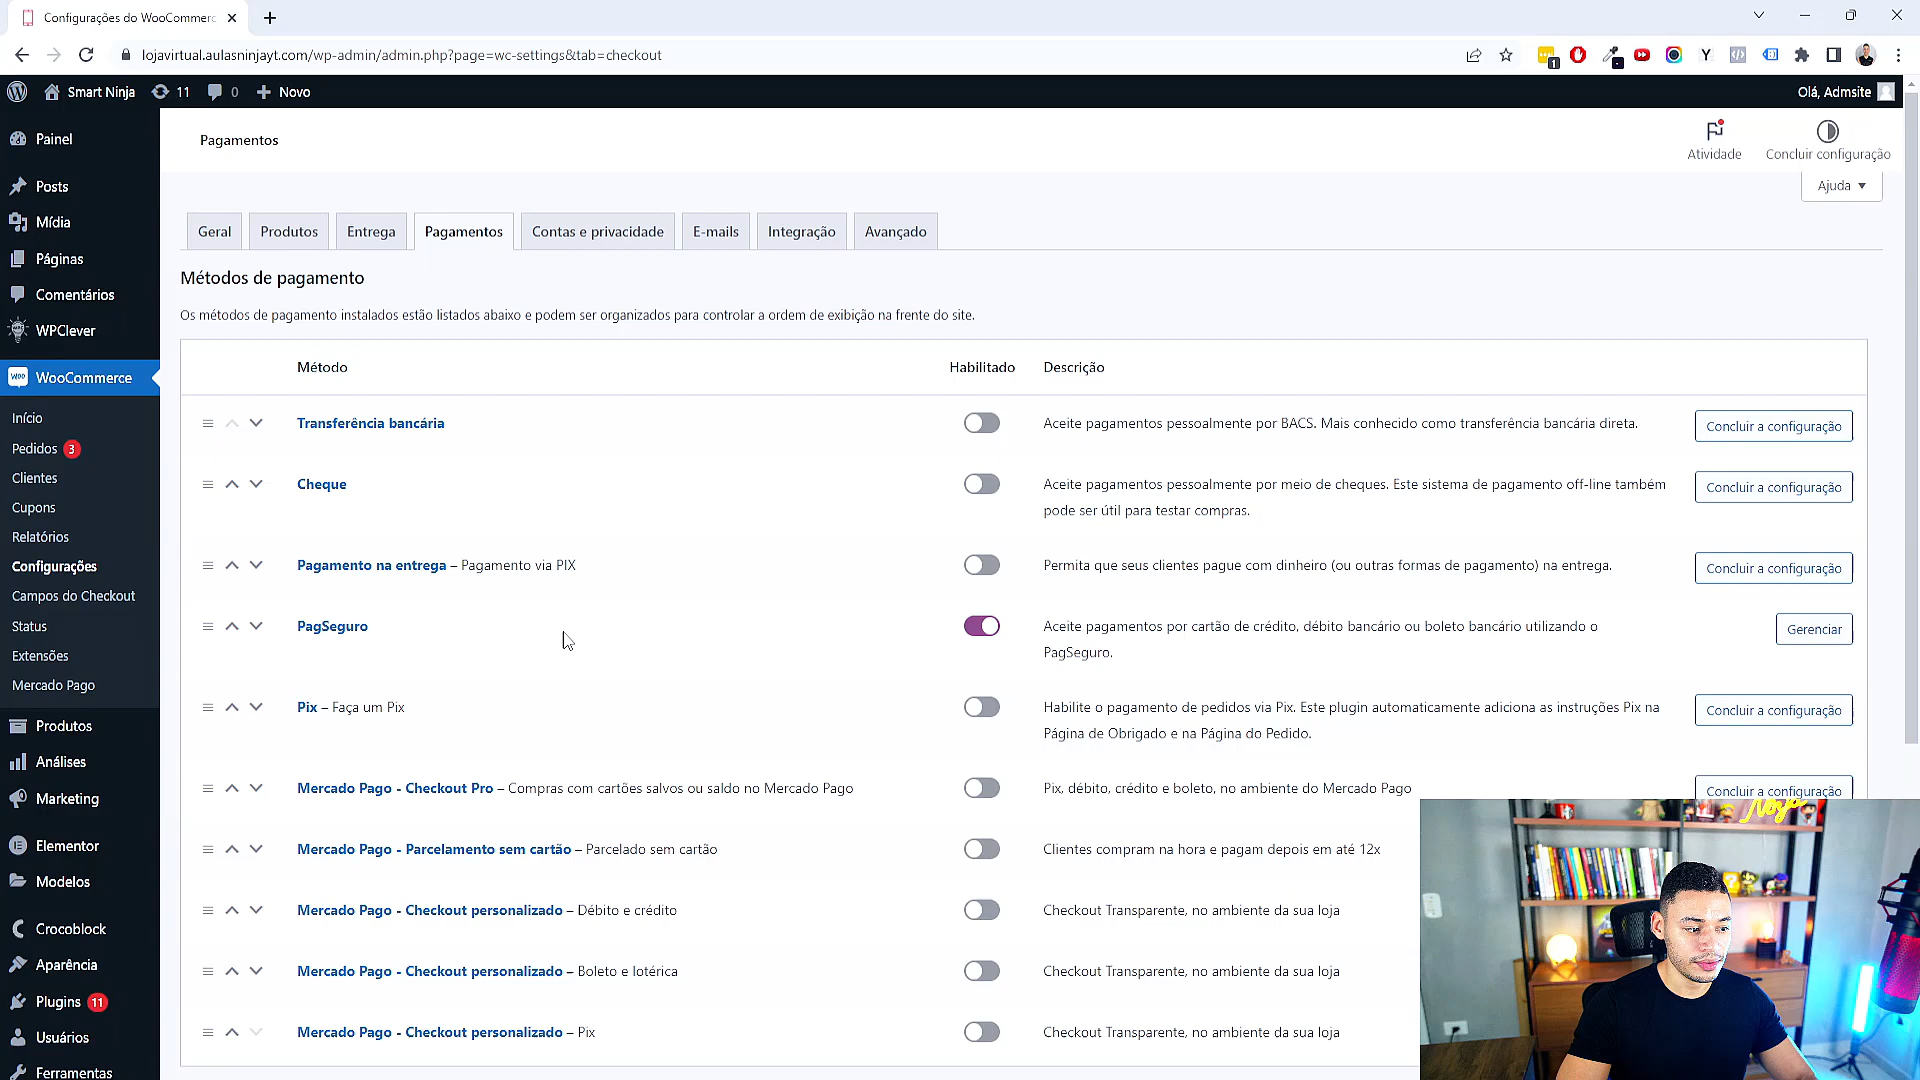 Configurações do WooCommerc
lojavirtual.aulasninjayt.com/wp-admin/admin.php?page=wc-settings&tab=checkout
1
Smart Ninja
11
0
Novo
Olá, Admsite
Painel
Posts
Mídia
Páginas
Comentários
WPClever
WooCommerce
Início
Pedidos 3
Clientes
Cupons
Relatórios
Configurações
Campos do Checkout
Status
Extensões
Mercado Pago
Produtos
Análises
Marketing
Elementor
Modelos
Crocoblock
Aparência
Plugins 11
Usuários
Ferramentas
Pagamentos
Atividade
Concluir configuração
Ajuda
Geral
Produtos
Entrega
Pagamentos
Contas e privacidade
E-mails
Integração
Avançado
Métodos de pagamento
Os métodos de pagamento instalados estão listados abaixo e podem ser organizados para controlar a ordem de exibição na frente do site.
Método
Habilitado
Descrição
Transferência bancária
Aceite pagamentos pessoalmente por BACS. Mais conhecido como transferência bancária direta.
Concluir a configuração
Cheque
Aceite pagamentos pessoalmente por meio de cheques. Este sistema de pagamento off-line também
pode ser útil para testar compras.
Concluir a configuração
Pagamento na entrega – Pagamento via PIX
Permita que seus clientes pague com dinheiro (ou outras formas de pagamento) na entrega.
Concluir a configuração
PagSeguro
Aceite pagamentos por cartão de crédito, débito bancário ou boleto bancário utilizando o
PagSeguro.
Gerenciar
Pix – Faça um Pix
Habilite o pagamento de pedidos via Pix. Este plugin automaticamente adiciona as instruções Pix na
Página de Obrigado e na Página do Pedido.
Concluir a configuração
Mercado Pago - Checkout Pro – Compras com cartões salvos ou saldo no Mercado Pago
Pix, débito, crédito e boleto, no ambiente do Mercado Pago
Concluir a configuração
Mercado Pago - Parcelamento sem cartão – Parcelado sem cartão
Clientes compram na hora e pagam depois em até 12x
Mercado Pago - Checkout personalizado – Débito e crédito
Checkout Transparente, no ambiente da sua loja
Mercado Pago - Checkout personalizado – Boleto e lotérica
Checkout Transparente, no ambiente da sua loja
Mercado Pago - Checkout personalizado – Pix
Checkout Transparente, no ambiente da sua loja